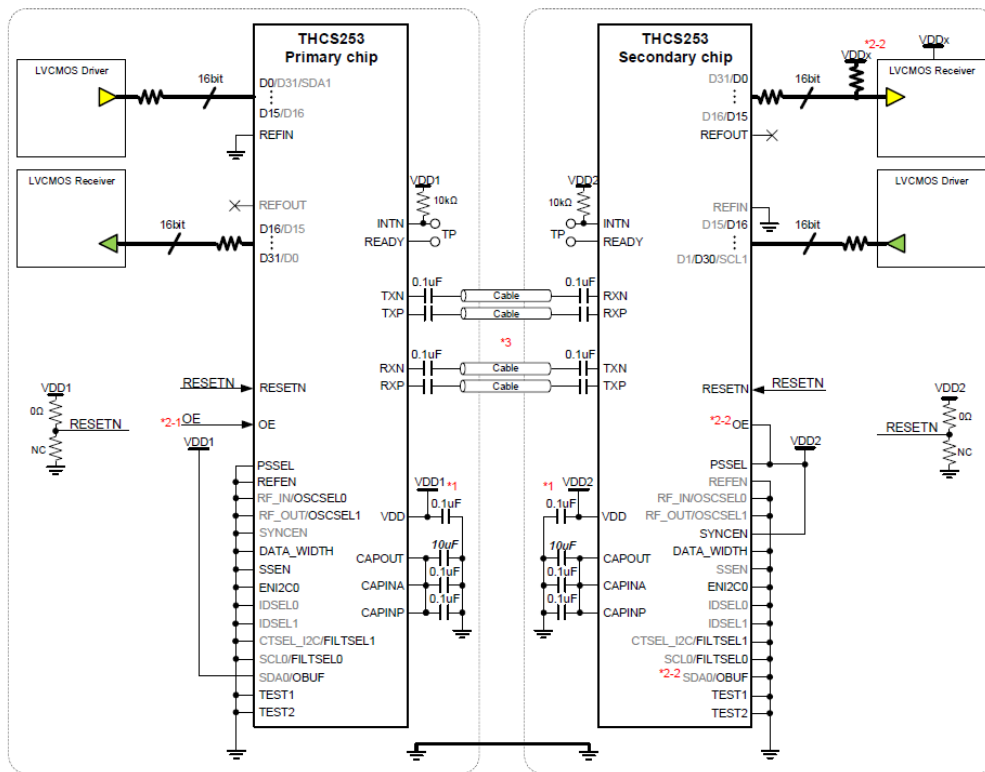 THCS253
Primary chip
LVCMOS Driver
16bit
D0/D31/SDA1
D15/D16
REFIN
LVCMOS Receiver
16bit
REFOUT
D16/D15
D31/D0
VDD1
10kΩ
INTN
READY
TP
TXN
TXP
0.1uF
Cable
Cable
RXN
RXP
0.1uF
Cable
Cable
*3
VDD1
0Ω
RESETN
NC
RESETN
RESETN
*2-1
OE
OE
VDD1
PSSEL
REFEN
RF_IN/OSCSEL0
RF_OUT/OSCSEL1
SYNCEN
DATA_WIDTH
SSEN
ENI2C0
IDSEL0
IDSEL1
CTSEL_I2C/FILTSEL1
SCL0/FILTSEL0
SDA0/OBUF
TEST1
TEST2
VDD1
*1
0.1uF
VDD
10uF
CAPOUT
0.1uF
CAPINA
0.1uF
CAPINP
THCS253
Secondary chip
*2-2
VDDx
VDDx
LVCMOS Receiver
D31/D0
16bit
D16/D15
REFOUT
LVCMOS Driver
REFIN
D15/D16
16bit
D1/D30/SCL1
VDD2
10kΩ
INTN
TP
READY
0.1uF
RXN
RXP
0.1uF
TXN
TXP
RESETN
RESETN
VDD2
0Ω
RESETN
NC
*2-2
OE
VDD2
PSSEL
REFEN
RF_IN/OSCSEL0
RF_OUT/OSCSEL1
SYNCEN
DATA_WIDTH
SSEN
ENI2C0
IDSEL0
IDSEL1
CTSEL_I2C/FILTSEL1
SCL0/FILTSEL0
*2-2
SDA0/OBUF
TEST1
TEST2
*1
VDD2
0.1uF
VDD
10uF
CAPOUT
0.1uF
CAPINA
0.1uF
CAPINP